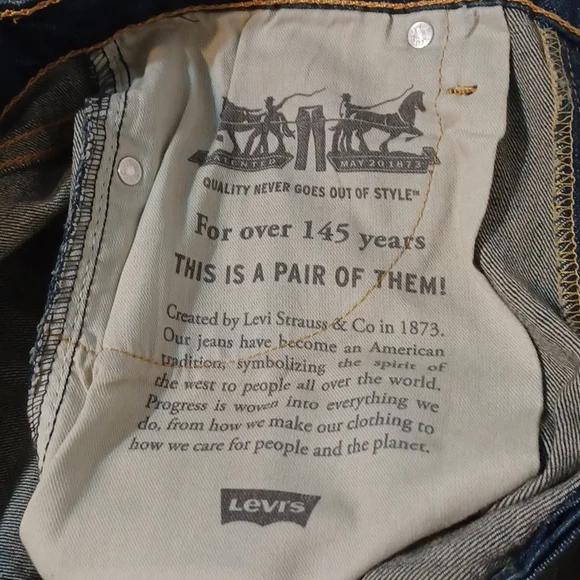 PATENTED MAY 20 1873
QUALITY NEVER GOES OUT OF STYLE™
For over 145 years
THIS IS A PAIR OF THEM!
Created by Levi Strauss & Co in 1873.
Our jeans have become an American
tradition, symbolizing the spirit of
the west to people all over the world.
Progress is woven into everything we
do, from how we make our clothing to
how we care for people and the planet.
LEVI'S